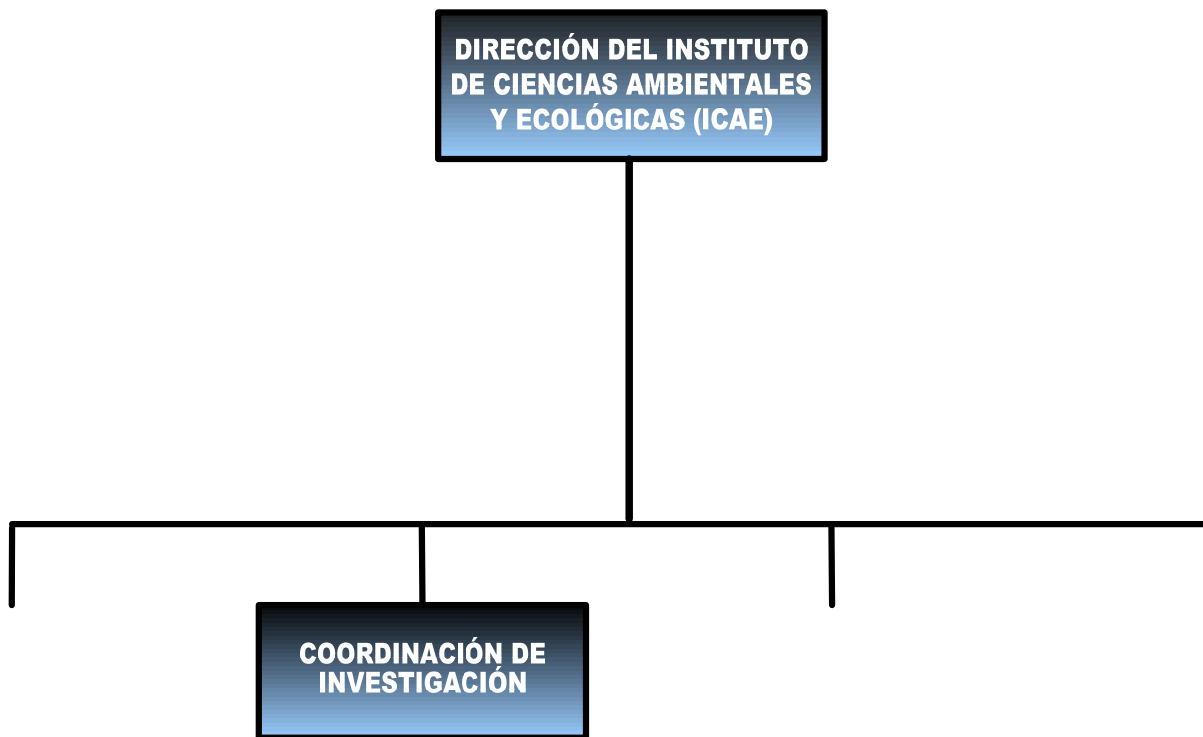 DIRECCIÓN DEL INSTITUTO
DE CIENCIAS AMBIENTALES
Y ECOLÓGICAS (ICAE)
COORDINACIÓN DE
INVESTIGACIÓN